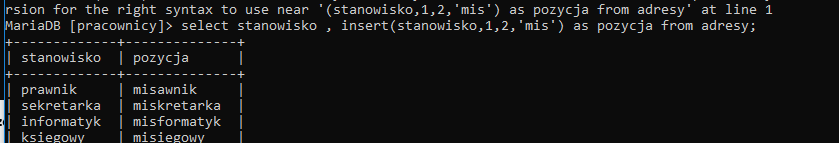 rsion for the right syntax to use near '(stanowisko,1,2,'mis') as pozycja from adresy' at line 1
MariaDB [pracownicy]> select stanowisko , insert(stanowisko,1,2,'mis') as pozycja from adresy;
+-------------+--------------+
| stanowisko | pozycja |
+-------------+--------------+
| prawnik | misawnik |
| sekretarka | miskretarka |
| informatyk | misformatyk |
| ksiegowy | misiegowy |